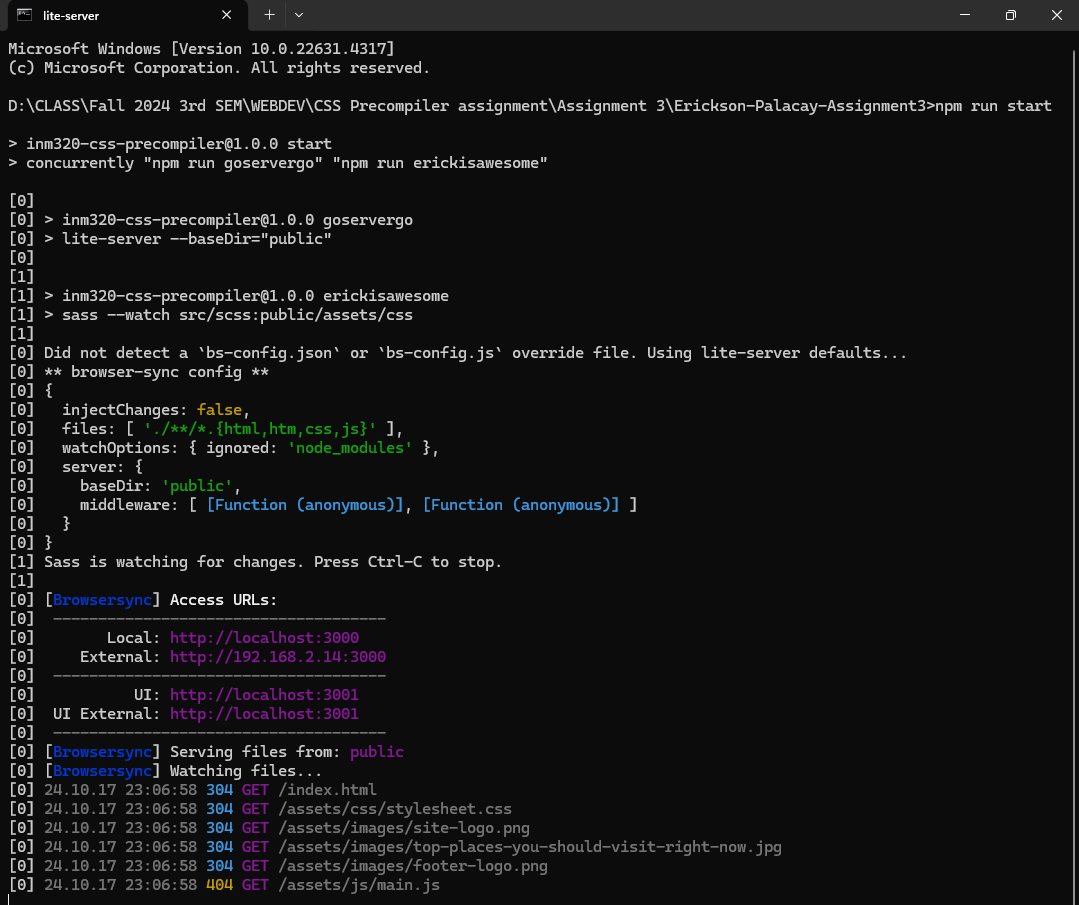 lite-server
Microsoft Windows [Version 10.0.22631.4317]
(c) Microsoft Corporation. All rights reserved.
D:\CLASS\Fall 2024 3rd SEM\WEBDEV\CSS Precompiler assignment\Assignment 3\Erickson-Palacay-Assignment3>npm run start
> inm320-css-precompiler@1.0.0 start
> concurrently "npm run goservergo" "npm run erickisawesome"
[0]
[0] > inm320-css-precompiler@1.0.0 goservergo
[0] > lite-server --baseDir="public"
[0]
[1]
[1] > inm320-css-precompiler@1.0.0 erickisawesome
[1] > sass --watch src/scss:public/assets/css
[1]
[0] Did not detect a `bs-config.json` or `bs-config.js` override file. Using lite-server defaults...
[0] ** browser-sync config **
[0] {
[0]   injectChanges: false,
[0]   files: [ './**/*.{html,htm,css,js}' ],
[0]   watchOptions: { ignored: 'node_modules' },
[0]   server: {
[0]     baseDir: 'public',
[0]     middleware: [ [Function (anonymous)], [Function (anonymous)] ]
[0]   }
[0] }
[1] Sass is watching for changes. Press Ctrl-C to stop.
[1]
[0] [Browsersync] Access URLs:
[0]  -------------------------------------
[0]        Local: http://localhost:3000
[0]     External: http://192.168.2.14:3000
[0]  -------------------------------------
[0]           UI: http://localhost:3001
[0]  UI External: http://localhost:3001
[0]  -------------------------------------
[0] [Browsersync] Serving files from: public
[0] [Browsersync] Watching files...
[0] 24.10.17 23:06:58 304 GET /index.html
[0] 24.10.17 23:06:58 304 GET /assets/css/stylesheet.css
[0] 24.10.17 23:06:58 304 GET /assets/images/site-logo.png
[0] 24.10.17 23:06:58 304 GET /assets/images/top-places-you-should-visit-right-now.jpg
[0] 24.10.17 23:06:58 304 GET /assets/images/footer-logo.png
[0] 24.10.17 23:06:58 404 GET /assets/js/main.js